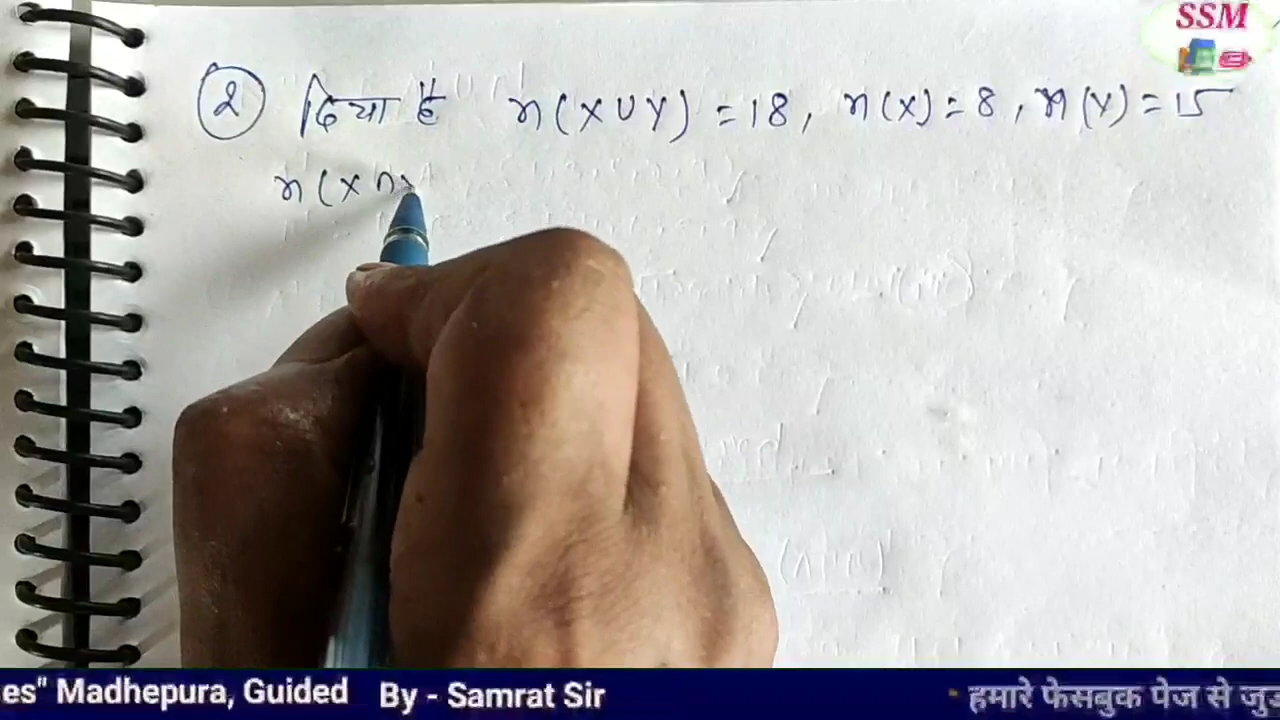 SSM
2 दिया है n(X∪Y) = 18, n(X) = 8, n(Y) = 15
n(X∩
es" Madhepura, Guided By - Samrat Sir हमारे फेसबुक पेज से